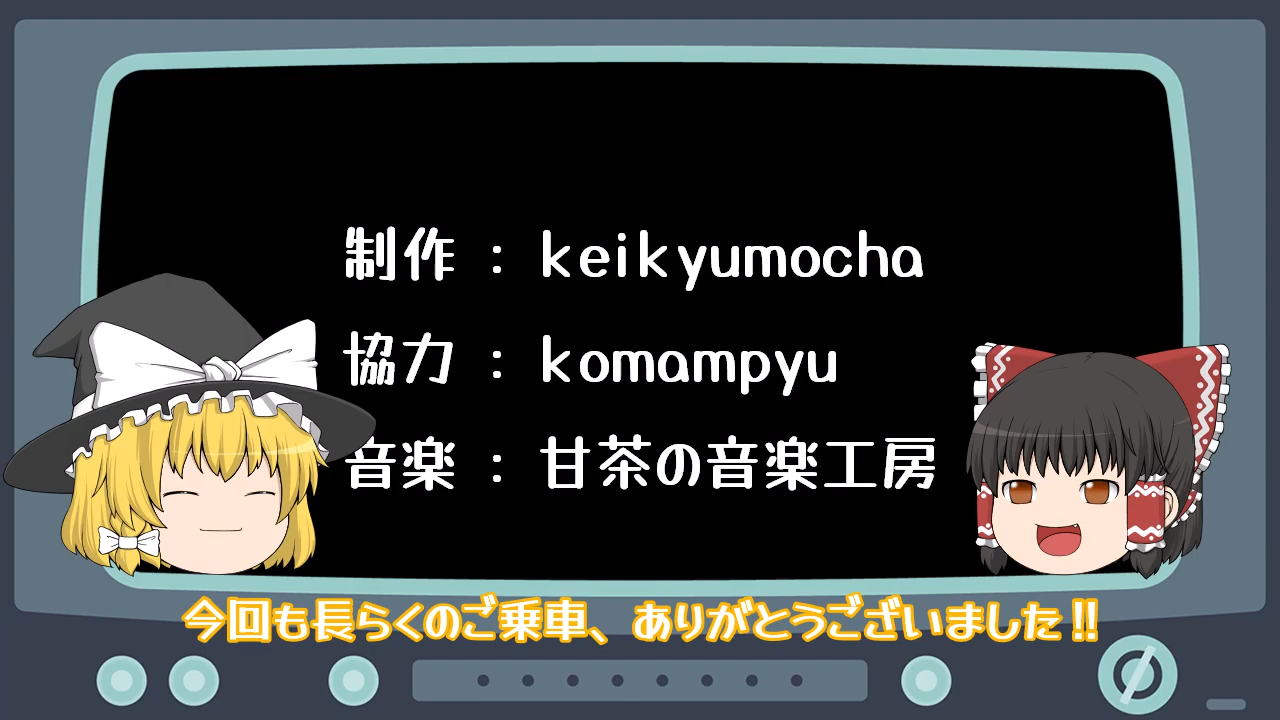 制作 : keikyumocha
協力 : komampyu
音楽 : 甘茶の音楽工房
今回も長らくのご乗車、ありがとうございました!!